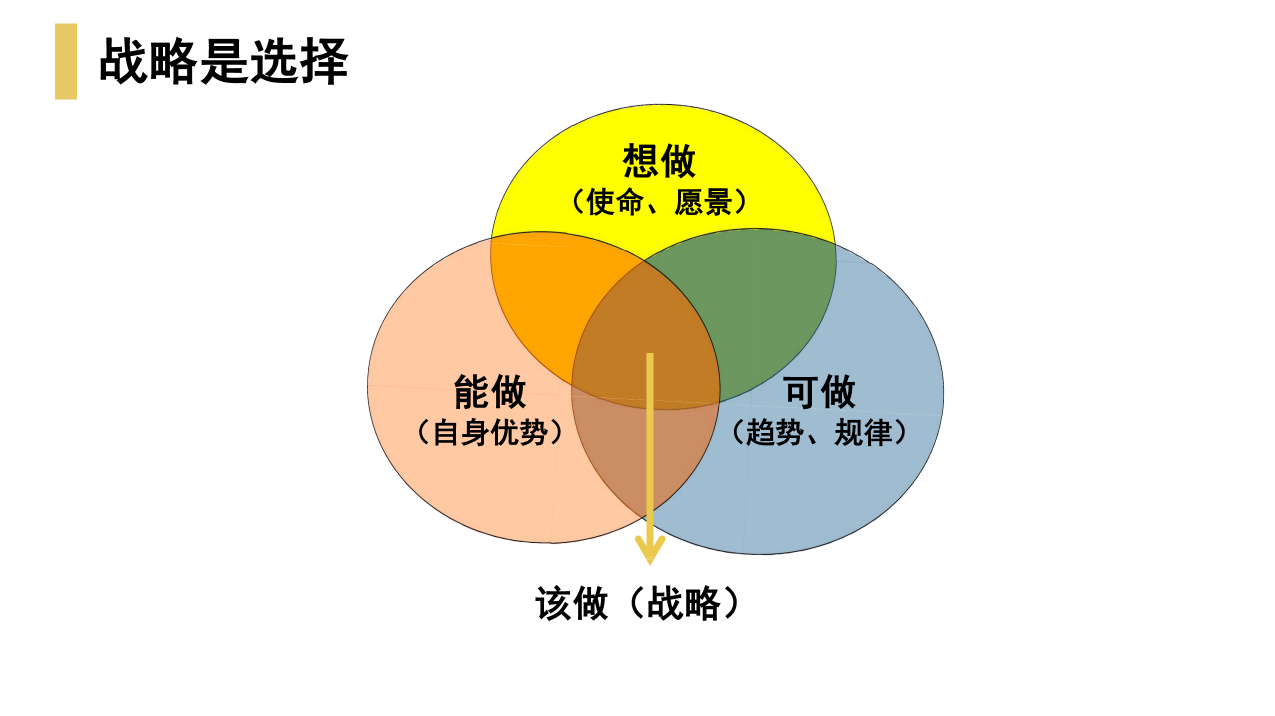 战略是选择
想做
（使命、愿景）
能做
（自身优势）
可做
（趋势、规律）
该做（战略）